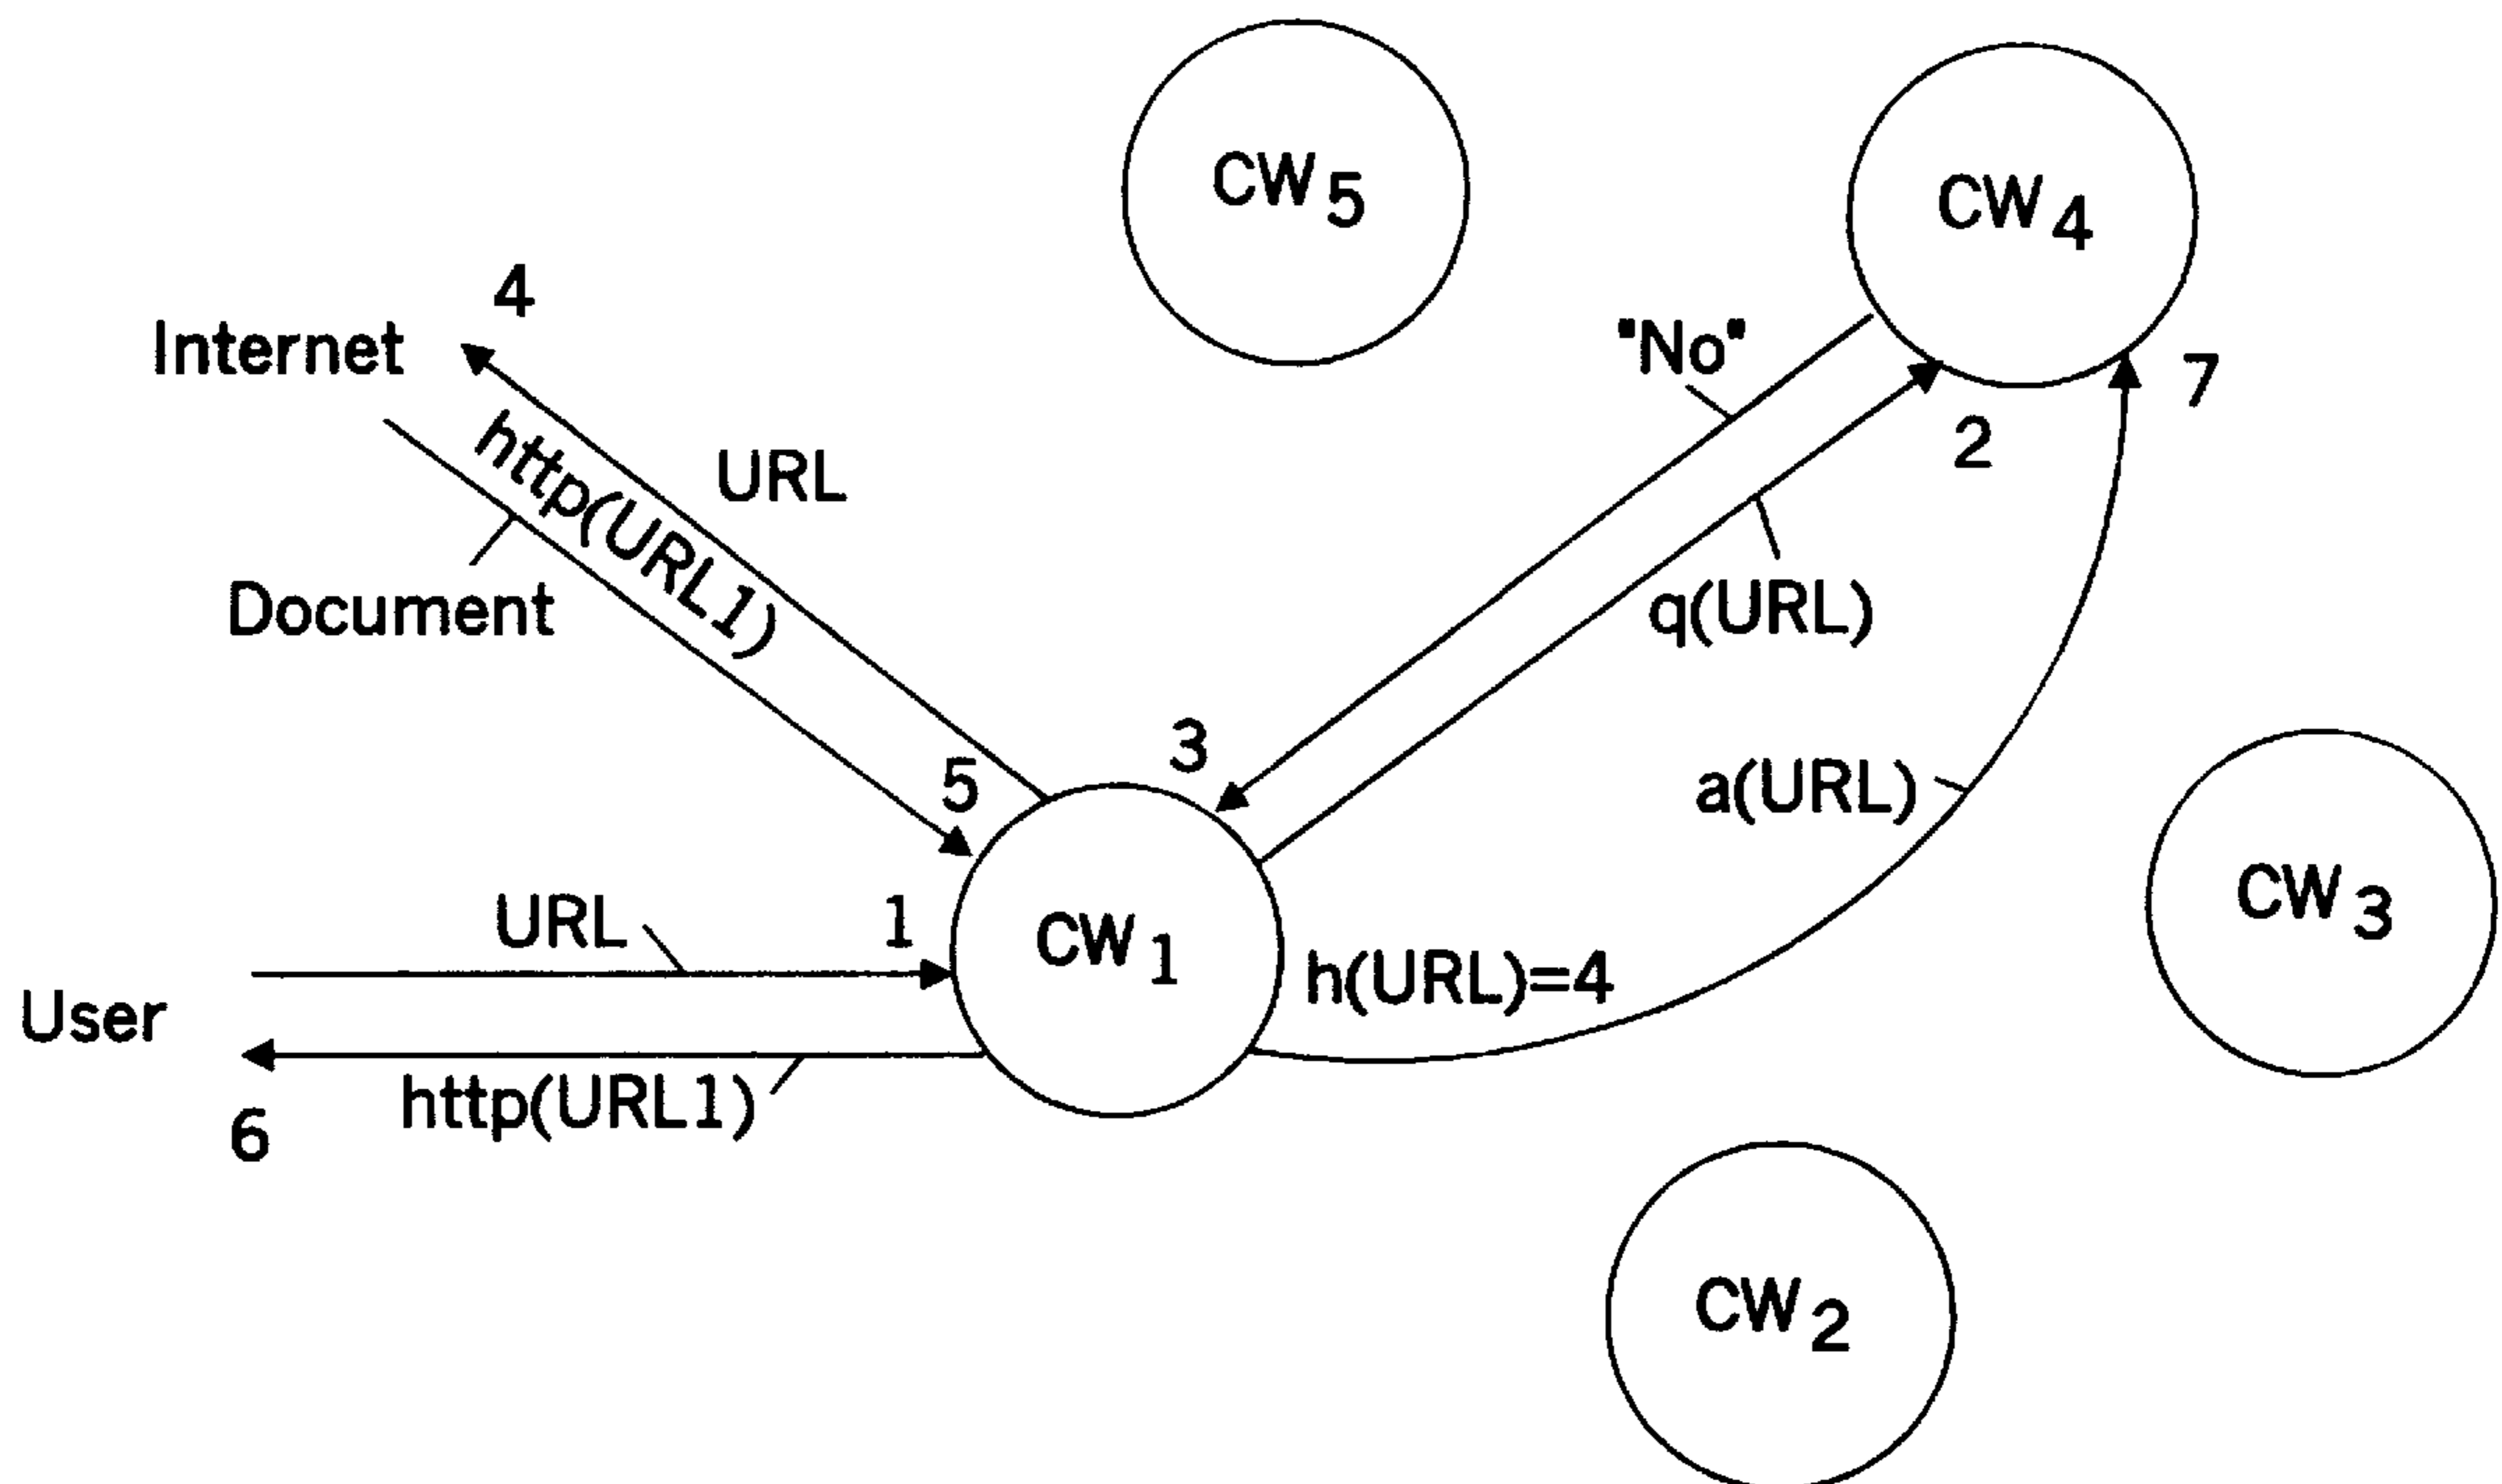 CW5
CW4
4
Internet
"No"
7
http(URL1)
URL
2
Document
q(URL)
3
5
a(URL)
URL
1
CW1
CW3
h(URL)=4
User
http(URL1)
6
CW2